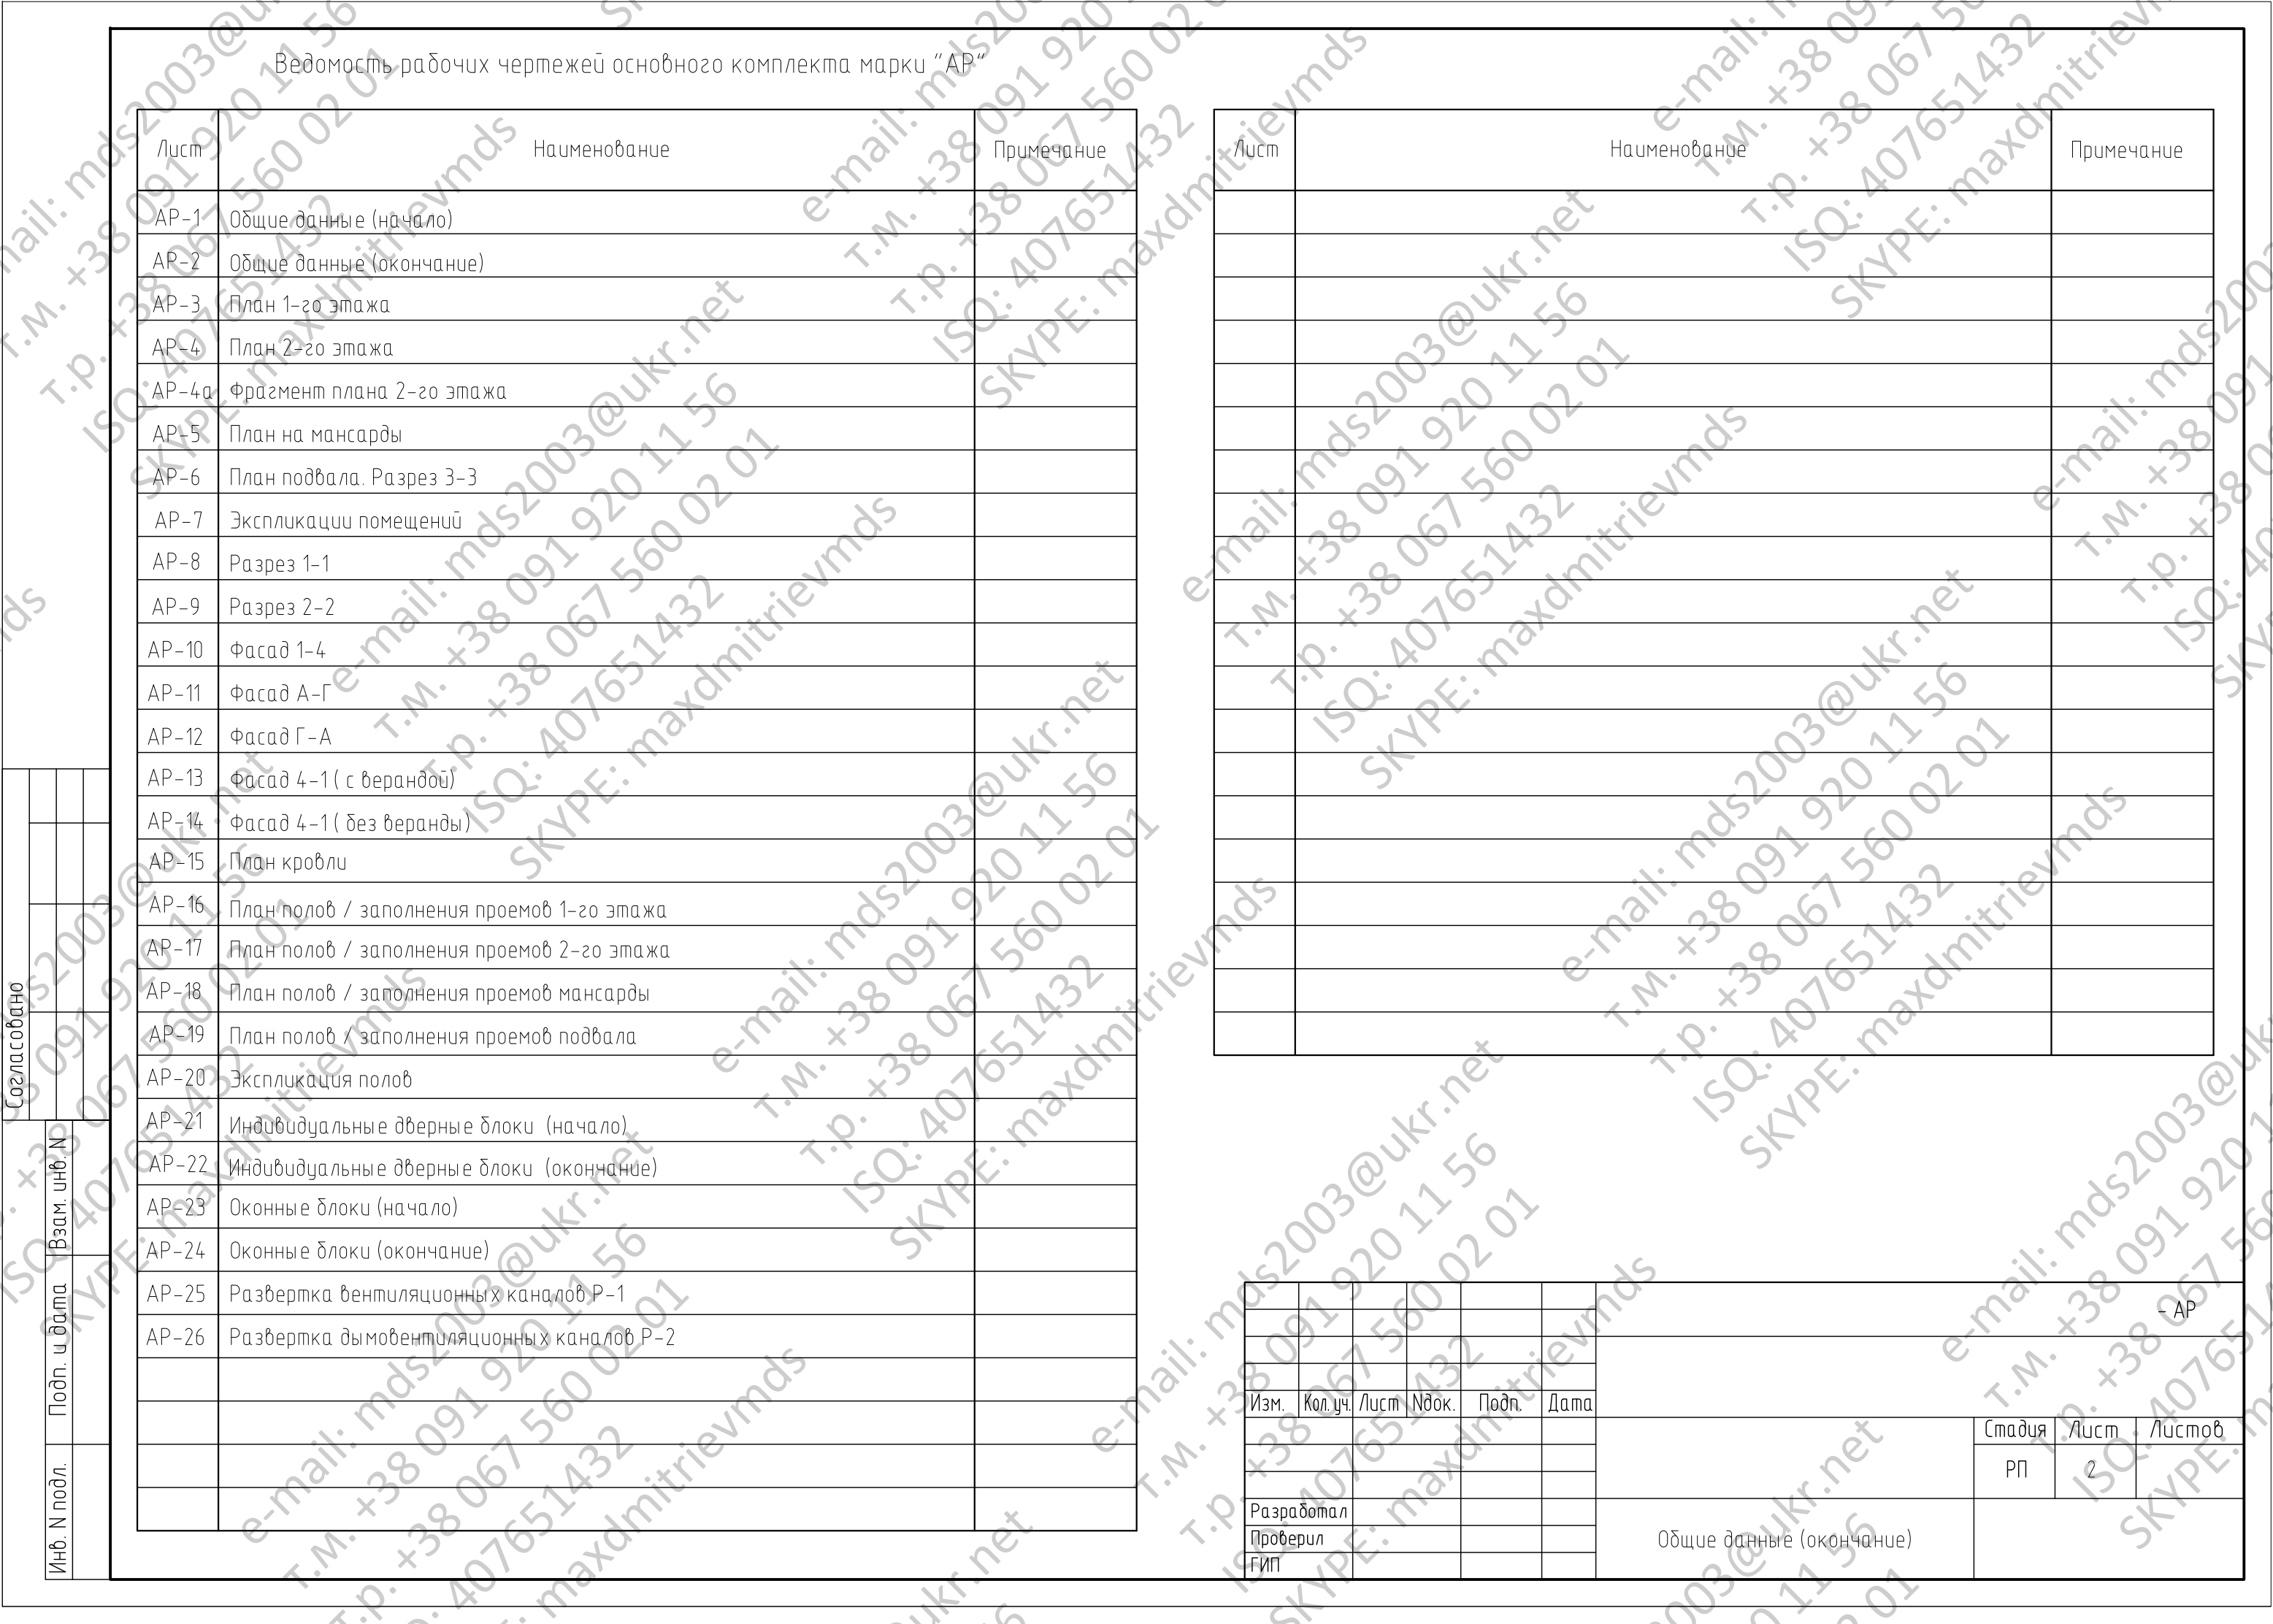 Ведомость рабочих чертежей основного комплекта марки "АР"
Лист Наименование Примечание
АР-1 Общие данные (начало)
АР-2 Общие данные (окончание)
АР-3 План 1-го этажа
АР-4 План 2-го этажа
АР-4а Фрагмент плана 2-го этажа
АР-5 План на мансарды
АР-6 План подвала. Разрез 3-3
АР-7 Экспликации помещений
АР-8 Разрез 1-1
АР-9 Разрез 2-2
АР-10 Фасад 1-4
АР-11 Фасад А-Г
АР-12 Фасад Г-А
АР-13 Фасад 4-1 ( с верандой)
АР-14 Фасад 4-1 ( без веранды)
АР-15 План кровли
АР-16 План полов / заполнения проемов 1-го этажа
АР-17 План полов / заполнения проемов 2-го этажа
АР-18 План полов / заполнения проемов мансарды
АР-19 План полов / заполнения проемов подвала
АР-20 Экспликация полов
АР-21 Индивидуальные дверные блоки (начало)
АР-22 Индивидуальные дверные блоки (окончание)
АР-23 Оконные блоки (начало)
АР-24 Оконные блоки (окончание)
АР-25 Развертка вентиляционных каналов Р-1
АР-26 Развертка дымовентиляционных каналов Р-2
Лист Наименование Примечание
Согласовано
Взам. инв. N
Подп. и дата
Инв. N подл.
- АР
Изм. Кол. уч. Лист Nдок. Подп. Дата
Стадия Лист Листов
РП 2
Разработал
Проверил
ГИП
Общие данные (окончание)
e-mail: mds2003@ukr.net
т.м. +38 091 920 11 56
т.р. +38 067 560 02 01
ISQ: 407651432
SKYPE: maxdmitrievmds